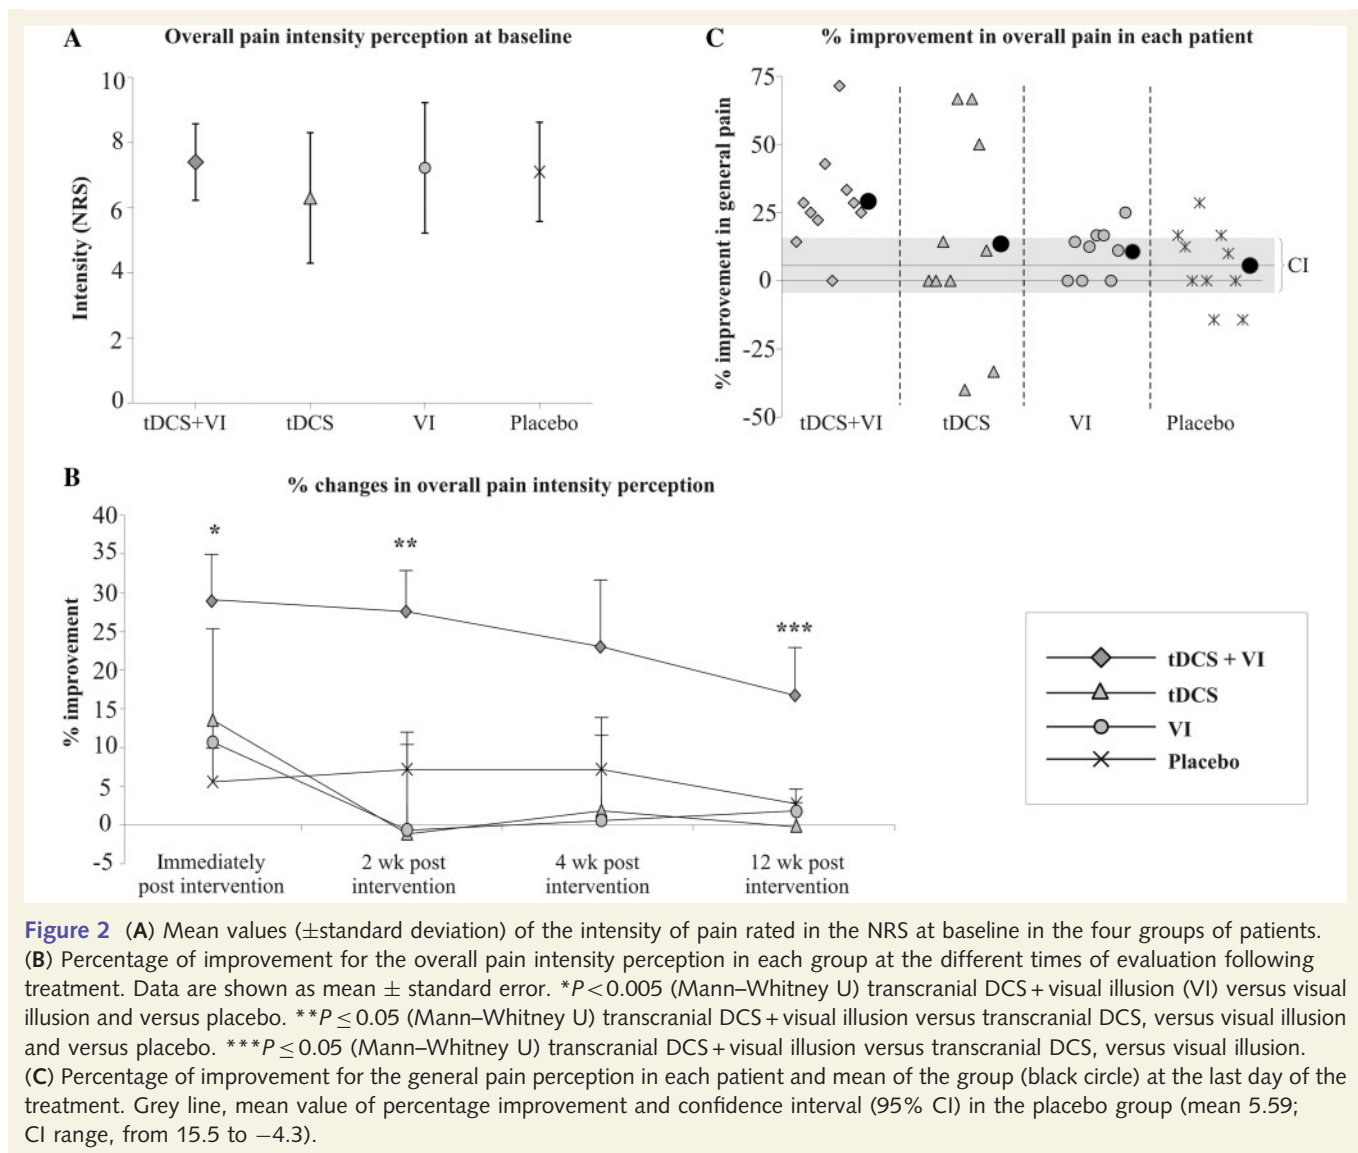 A
Overall pain intensity perception at baseline
Intensity (NRS)
10
8
6
4
2
0
tDCS+VI
tDCS
VI
Placebo
C
% improvement in overall pain in each patient
% improvement in general pain
75
50
25
0
-25
-50
CI
tDCS+VI
tDCS
VI
Placebo
B
% changes in overall pain intensity perception
% improvement
40
35
30
25
20
15
10
5
0
-5
*
**
***
Immediately
post intervention
2 wk post
intervention
4 wk post
intervention
12 wk post
intervention
tDCS + VI
tDCS
VI
Placebo
Figure 2 (A) Mean values (±standard deviation) of the intensity of pain rated in the NRS at baseline in the four groups of patients.
(B) Percentage of improvement for the overall pain intensity perception in each group at the different times of evaluation following
treatment. Data are shown as mean ± standard error. *P<0.005 (Mann–Whitney U) transcranial DCS + visual illusion (VI) versus visual
illusion and versus placebo. **P ≤ 0.05 (Mann–Whitney U) transcranial DCS + visual illusion versus transcranial DCS, versus visual illusion
and versus placebo. ***P ≤ 0.05 (Mann–Whitney U) transcranial DCS + visual illusion versus transcranial DCS, versus visual illusion.
(C) Percentage of improvement for the general pain perception in each patient and mean of the group (black circle) at the last day of the
treatment. Grey line, mean value of percentage improvement and confidence interval (95% CI) in the placebo group (mean 5.59;
CI range, from 15.5 to −4.3).